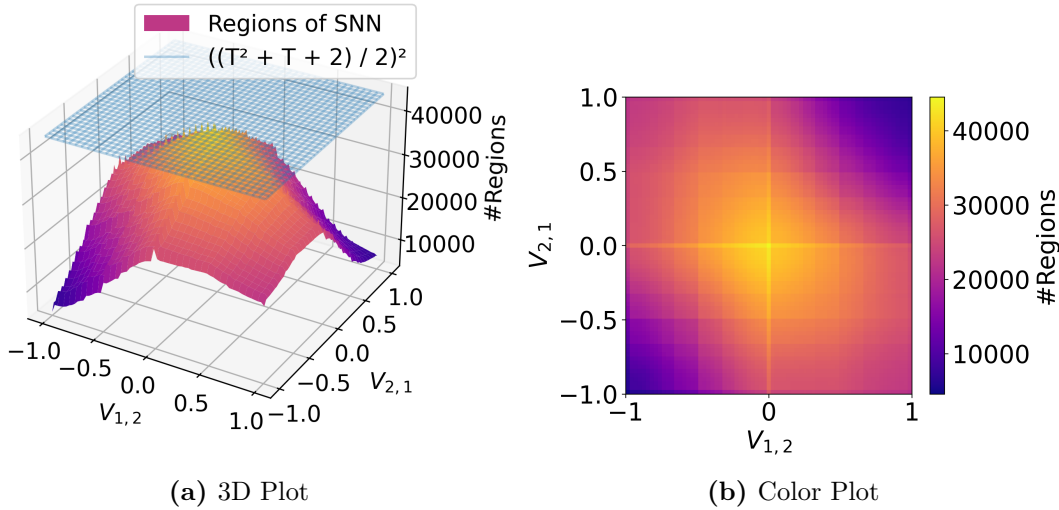 Regions of SNN
((T² + T + 2) / 2)²
40000
30000
20000
10000
#Regions
−1.0
−0.5
0.0
0.5
1.0
V1,2
−1.0
−0.5
0.0
0.5
1.0
V2,1
(a) 3D Plot
1.0
0.5
0.0
−0.5
−1.0
V2,1
−1
0
1
V1,2
40000
30000
20000
10000
#Regions
(b) Color Plot